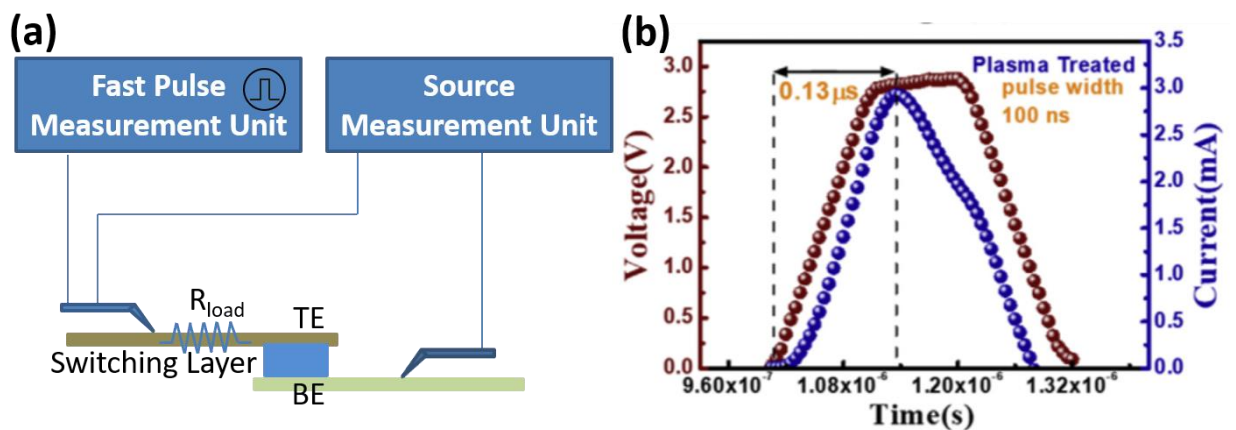 (a)
Fast Pulse
Measurement Unit
Source
Measurement Unit
R_load
TE
Switching Layer
BE
(b)
Plasma Treated
pulse width
100 ns
0.13μs
Voltage(V)
3.0
2.5
2.0
1.5
1.0
0.5
0.0
Current(mA)
3.5
3.0
2.5
2.0
1.5
1.0
0.5
0.0
9.60x10^-7
1.08x10^-6
1.20x10^-6
1.32x10^-6
Time(s)